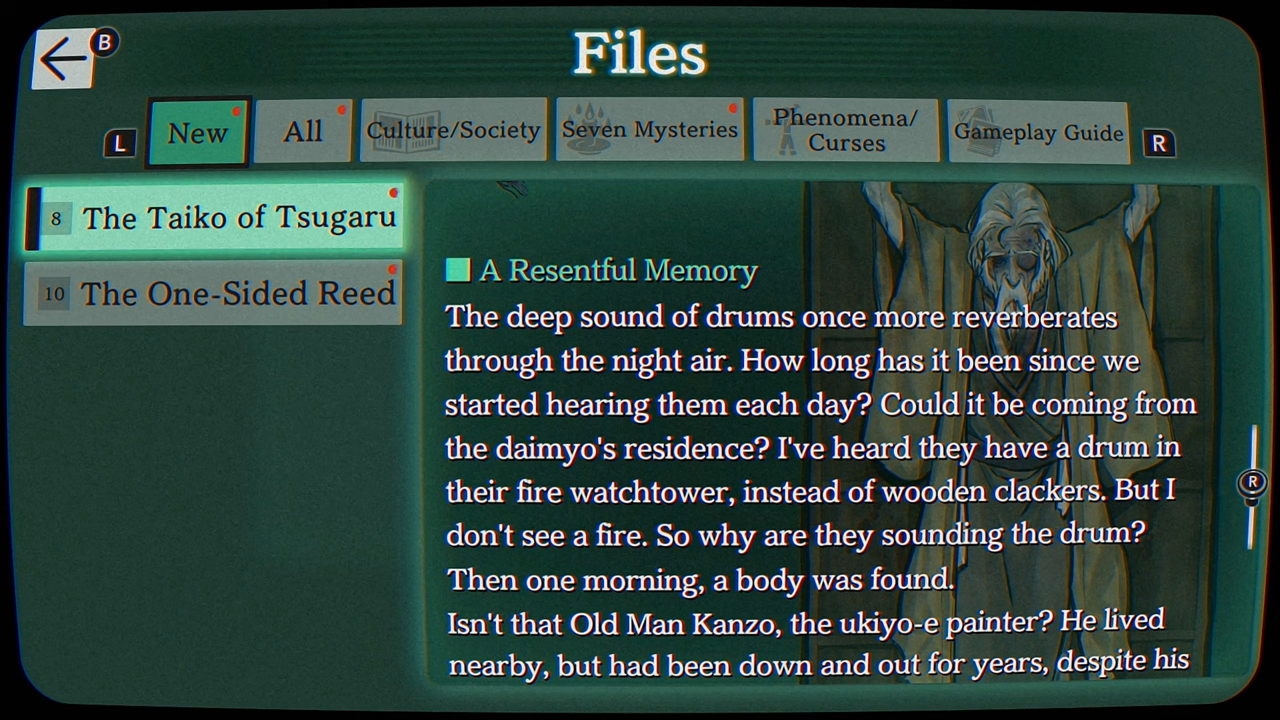 B
Files
L
New
All
Culture/Society
Seven Mysteries
Phenomena/
Curses
Gameplay Guide
R
8 The Taiko of Tsugaru
10 The One-Sided Reed
A Resentful Memory
The deep sound of drums once more reverberates
through the night air. How long has it been since we
started hearing them each day? Could it be coming from
the daimyo's residence? I've heard they have a drum in
their fire watchtower, instead of wooden clackers. But I
don't see a fire. So why are they sounding the drum?
Then one morning, a body was found.
Isn't that Old Man Kanzo, the ukiyo-e painter? He lived
nearby, but had been down and out for years, despite his
R